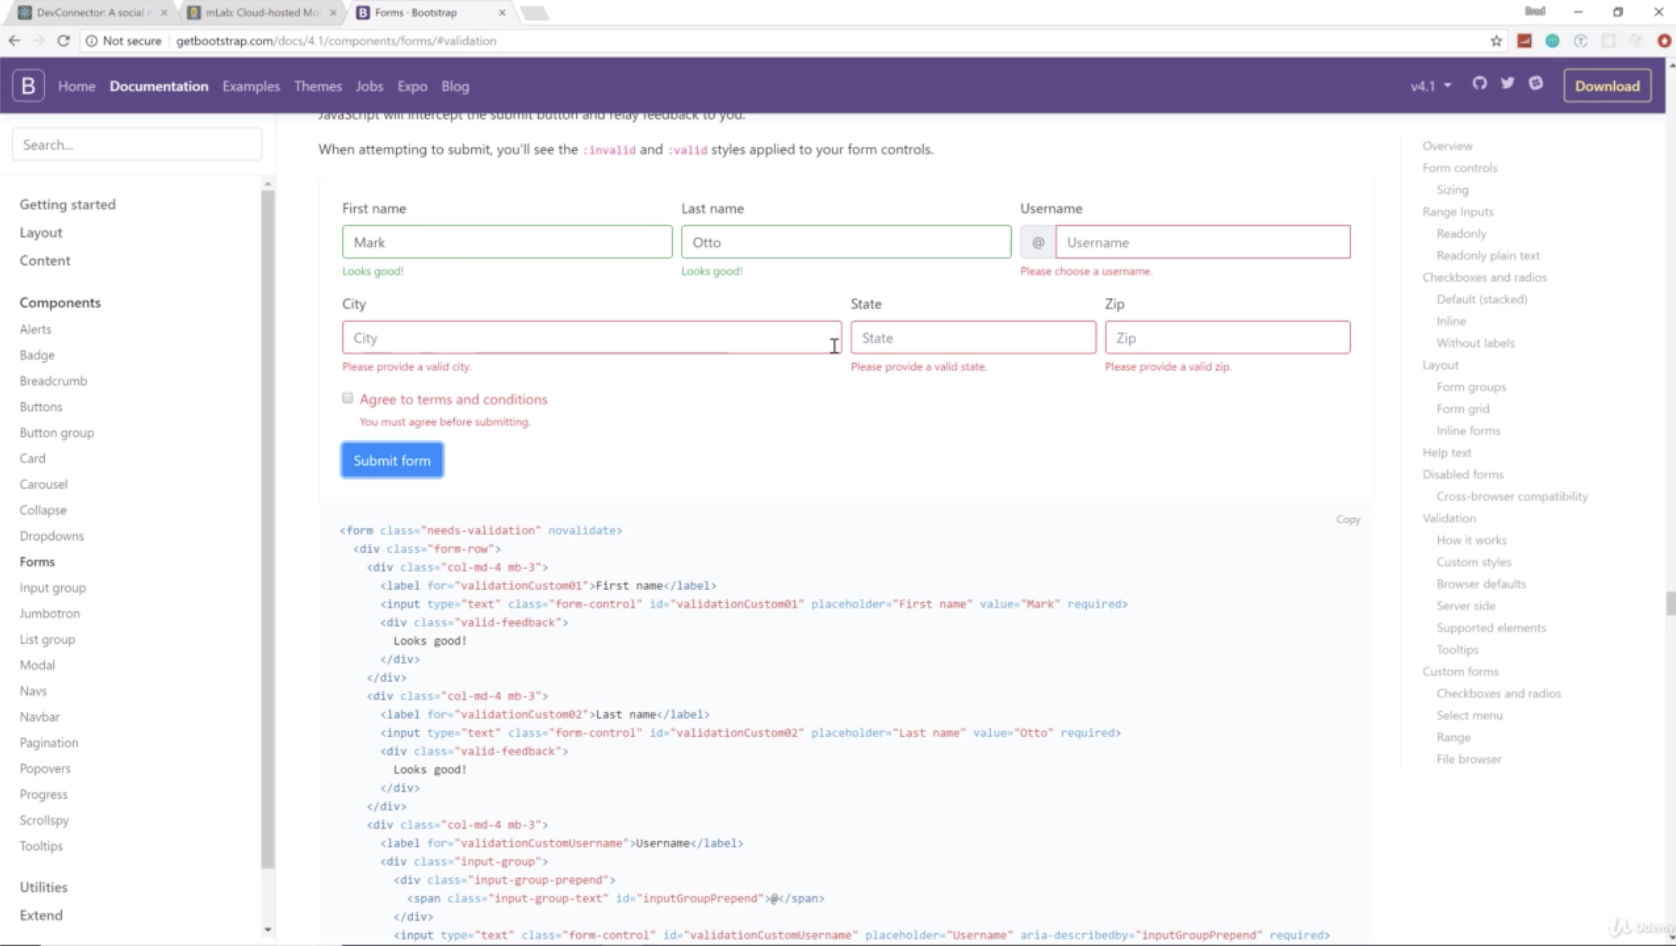 DevConnector: A social
mLab: Cloud-hosted Mo
Forms · Bootstrap
Not secure
getbootstrap.com/docs/4.1/components/forms/#validation
B
Home
Documentation
Examples
Themes
Jobs
Expo
Blog
v4.1
Download
Search...
Getting started
Layout
Content
Components
Alerts
Badge
Breadcrumb
Buttons
Button group
Card
Carousel
Collapse
Dropdowns
Forms
Input group
Jumbotron
List group
Modal
Navs
Navbar
Pagination
Popovers
Progress
Scrollspy
Tooltips
Utilities
Extend
JavaScript will intercept the submit button and relay feedback to you.
When attempting to submit, you'll see the :invalid and :valid styles applied to your form controls.
First name
Last name
Username
Mark
Otto
@
Username
Looks good!
Looks good!
Please choose a username.
City
State
Zip
City
State
Zip
Please provide a valid city.
Please provide a valid state.
Please provide a valid zip.
Agree to terms and conditions
You must agree before submitting.
Submit form
Copy
<form class="needs-validation" novalidate>
<div class="form-row">
<div class="col-md-4 mb-3">
<label for="validationCustom01">First name</label>
<input type="text" class="form-control" id="validationCustom01" placeholder="First name" value="Mark" required>
<div class="valid-feedback">
Looks good!
</div>
</div>
<div class="col-md-4 mb-3">
<label for="validationCustom02">Last name</label>
<input type="text" class="form-control" id="validationCustom02" placeholder="Last name" value="Otto" required>
<div class="valid-feedback">
Looks good!
</div>
</div>
<div class="col-md-4 mb-3">
<label for="validationCustomUsername">Username</label>
<div class="input-group">
<div class="input-group-prepend">
<span class="input-group-text" id="inputGroupPrepend">@</span>
</div>
<input type="text" class="form-control" id="validationCustomUsername" placeholder="Username" aria-describedby="inputGroupPrepend" required>
Overview
Form controls
Sizing
Range Inputs
Readonly
Readonly plain text
Checkboxes and radios
Default (stacked)
Inline
Without labels
Layout
Form groups
Form grid
Inline forms
Help text
Disabled forms
Cross-browser compatibility
Validation
How it works
Custom styles
Browser defaults
Server side
Supported elements
Tooltips
Custom forms
Checkboxes and radios
Select menu
Range
File browser